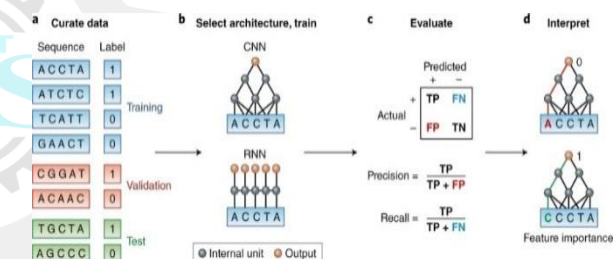 a Curate data
Sequence Label
ACCTA 1
ATCTC 1
Training
TCATT 0
GAACT 0
CGGAT 1
Validation
ACAAC 0
TGCTA 1
Test
AGCCC 0
b Select architecture, train
CNN
ACCTA
RNN
ACCTA
Internal unit Output
c Evaluate
Predicted
+ −
+ TP FN
Actual
− FP TN
Precision = TP
TP + FP
Recall = TP
TP + FN
d Interpret
0
ACCTA
1
CCCTA
Feature importance